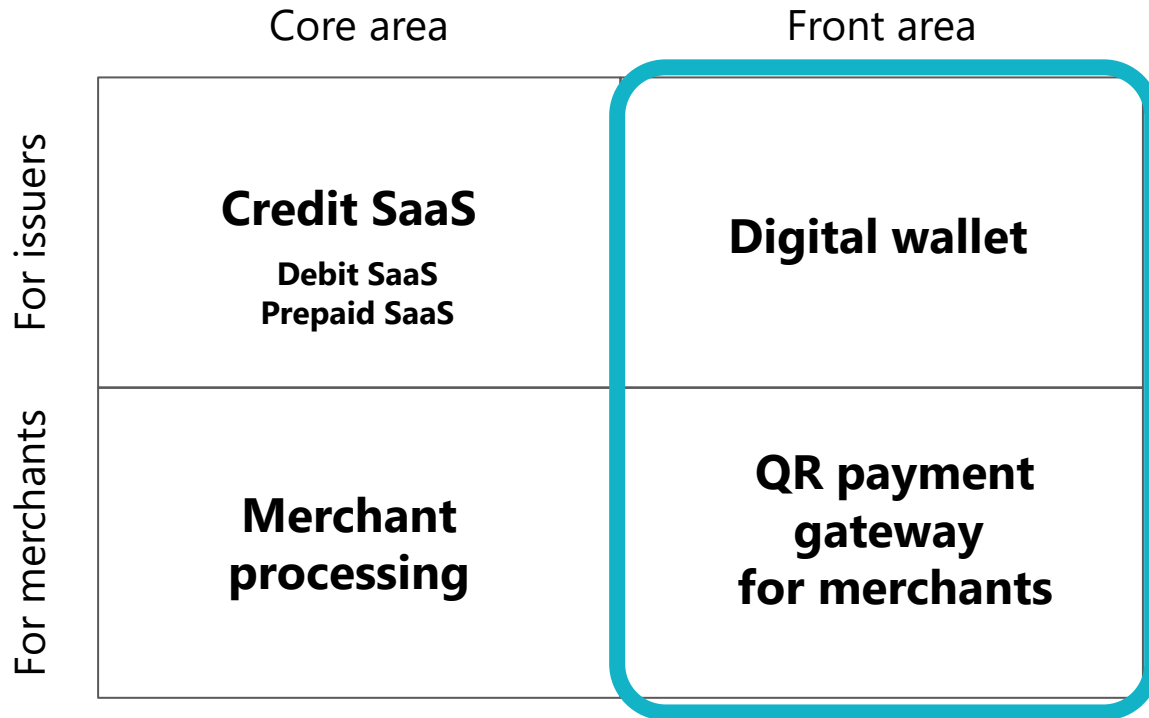 Core area
Front area
For issuers
Credit SaaS
Debit SaaS
Prepaid SaaS
Digital wallet
For merchants
Merchant
processing
QR payment
gateway
for merchants